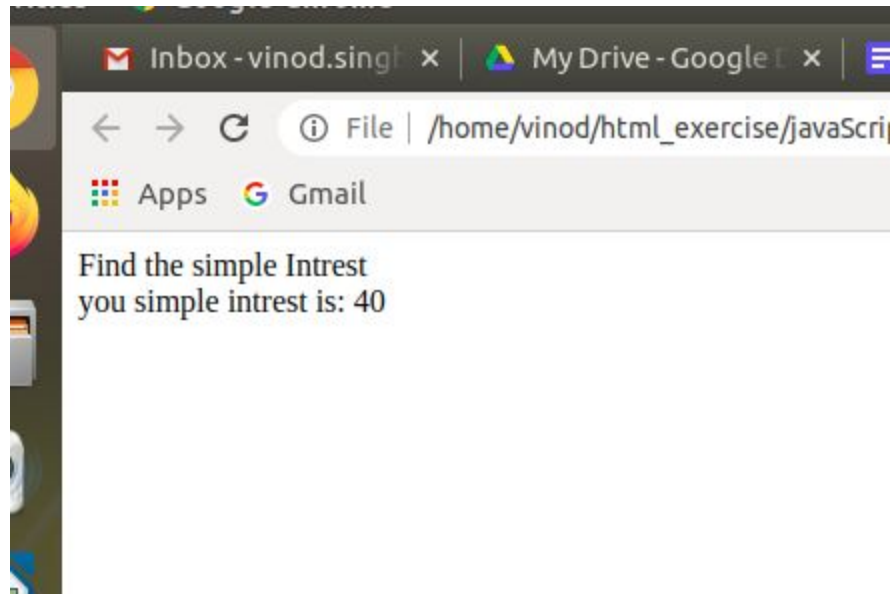 Inbox - vinod.singh
My Drive - Google
File | /home/vinod/html_exercise/javaScrip
Apps Gmail
Find the simple Intrest
you simple intrest is: 40